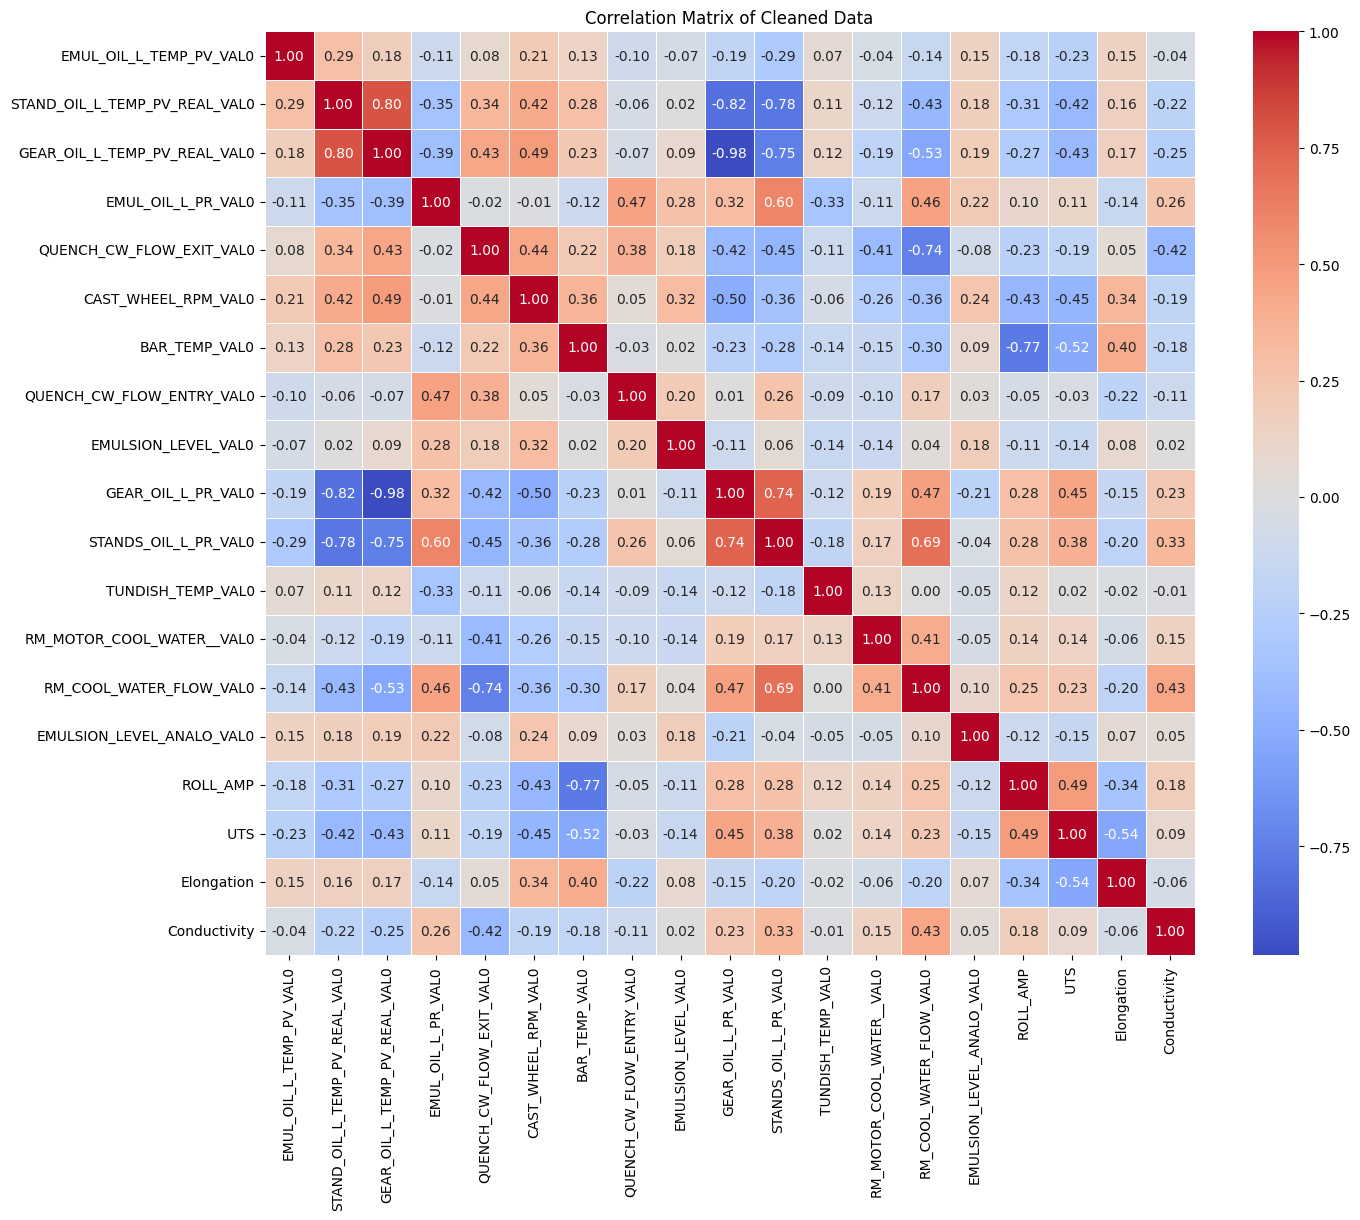 Correlation Matrix of Cleaned Data
EMUL_OIL_L_TEMP_PV_VAL0 1.00 0.29 0.18 -0.11 0.08 0.21 0.13 -0.10 -0.07 -0.19 -0.29 0.07 -0.04 -0.14 0.15 -0.18 -0.23 0.15 -0.04
STAND_OIL_L_TEMP_PV_REAL_VAL0 0.29 1.00 0.80 -0.35 0.34 0.42 0.28 -0.06 0.02 -0.82 -0.78 0.11 -0.12 -0.43 0.18 -0.31 -0.42 0.16 -0.22
GEAR_OIL_L_TEMP_PV_REAL_VAL0 0.18 0.80 1.00 -0.39 0.43 0.49 0.23 -0.07 0.09 -0.98 -0.75 0.12 -0.19 -0.53 0.19 -0.27 -0.43 0.17 -0.25
EMUL_OIL_L_PR_VAL0 -0.11 -0.35 -0.39 1.00 -0.02 -0.01 -0.12 0.47 0.28 0.32 0.60 -0.33 -0.11 0.46 0.22 0.10 0.11 -0.14 0.26
QUENCH_CW_FLOW_EXIT_VAL0 0.08 0.34 0.43 -0.02 1.00 0.44 0.22 0.38 0.18 -0.42 -0.45 -0.11 -0.41 -0.74 -0.08 -0.23 -0.19 0.05 -0.42
CAST_WHEEL_RPM_VAL0 0.21 0.42 0.49 -0.01 0.44 1.00 0.36 0.05 0.32 -0.50 -0.36 -0.06 -0.26 -0.36 0.24 -0.43 -0.45 0.34 -0.19
BAR_TEMP_VAL0 0.13 0.28 0.23 -0.12 0.22 0.36 1.00 -0.03 0.02 -0.23 -0.28 -0.14 -0.15 -0.30 0.09 -0.77 -0.52 0.40 -0.18
QUENCH_CW_FLOW_ENTRY_VAL0 -0.10 -0.06 -0.07 0.47 0.38 0.05 -0.03 1.00 0.20 0.01 0.26 -0.09 -0.10 0.17 0.03 -0.05 -0.03 -0.22 -0.11
EMULSION_LEVEL_VAL0 -0.07 0.02 0.09 0.28 0.18 0.32 0.02 0.20 1.00 -0.11 0.06 -0.14 -0.14 0.04 0.18 -0.11 -0.14 0.08 0.02
GEAR_OIL_L_PR_VAL0 -0.19 -0.82 -0.98 0.32 -0.42 -0.50 -0.23 0.01 -0.11 1.00 0.74 -0.12 0.19 0.47 -0.21 0.28 0.45 -0.15 0.23
STANDS_OIL_L_PR_VAL0 -0.29 -0.78 -0.75 0.60 -0.45 -0.36 -0.28 0.26 0.06 0.74 1.00 -0.18 0.17 0.69 -0.04 0.28 0.38 -0.20 0.33
TUNDISH_TEMP_VAL0 0.07 0.11 0.12 -0.33 -0.11 -0.06 -0.14 -0.09 -0.14 -0.12 -0.18 1.00 0.13 0.00 -0.05 0.12 0.02 -0.02 -0.01
RM_MOTOR_COOL_WATER__VAL0 -0.04 -0.12 -0.19 -0.11 -0.41 -0.26 -0.15 -0.10 -0.14 0.19 0.17 0.13 1.00 0.41 -0.05 0.14 0.14 -0.06 0.15
RM_COOL_WATER_FLOW_VAL0 -0.14 -0.43 -0.53 0.46 -0.74 -0.36 -0.30 0.17 0.04 0.47 0.69 0.00 0.41 1.00 0.10 0.25 0.23 -0.20 0.43
EMULSION_LEVEL_ANALO_VAL0 0.15 0.18 0.19 0.22 -0.08 0.24 0.09 0.03 0.18 -0.21 -0.04 -0.05 -0.05 0.10 1.00 -0.12 -0.15 0.07 0.05
ROLL_AMP -0.18 -0.31 -0.27 0.10 -0.23 -0.43 -0.77 -0.05 -0.11 0.28 0.28 0.12 0.14 0.25 -0.12 1.00 0.49 -0.34 0.18
UTS -0.23 -0.42 -0.43 0.11 -0.19 -0.45 -0.52 -0.03 -0.14 0.45 0.38 0.02 0.14 0.23 -0.15 0.49 1.00 -0.54 0.09
Elongation 0.15 0.16 0.17 -0.14 0.05 0.34 0.40 -0.22 0.08 -0.15 -0.20 -0.02 -0.06 -0.20 0.07 -0.34 -0.54 1.00 -0.06
Conductivity -0.04 -0.22 -0.25 0.26 -0.42 -0.19 -0.18 -0.11 0.02 0.23 0.33 -0.01 0.15 0.43 0.05 0.18 0.09 -0.06 1.00
EMUL_OIL_L_TEMP_PV_VAL0
STAND_OIL_L_TEMP_PV_REAL_VAL0
GEAR_OIL_L_TEMP_PV_REAL_VAL0
EMUL_OIL_L_PR_VAL0
QUENCH_CW_FLOW_EXIT_VAL0
CAST_WHEEL_RPM_VAL0
BAR_TEMP_VAL0
QUENCH_CW_FLOW_ENTRY_VAL0
EMULSION_LEVEL_VAL0
GEAR_OIL_L_PR_VAL0
STANDS_OIL_L_PR_VAL0
TUNDISH_TEMP_VAL0
RM_MOTOR_COOL_WATER__VAL0
RM_COOL_WATER_FLOW_VAL0
EMULSION_LEVEL_ANALO_VAL0
ROLL_AMP
UTS
Elongation
Conductivity
1.00
0.75
0.50
0.25
0.00
−0.25
−0.50
−0.75